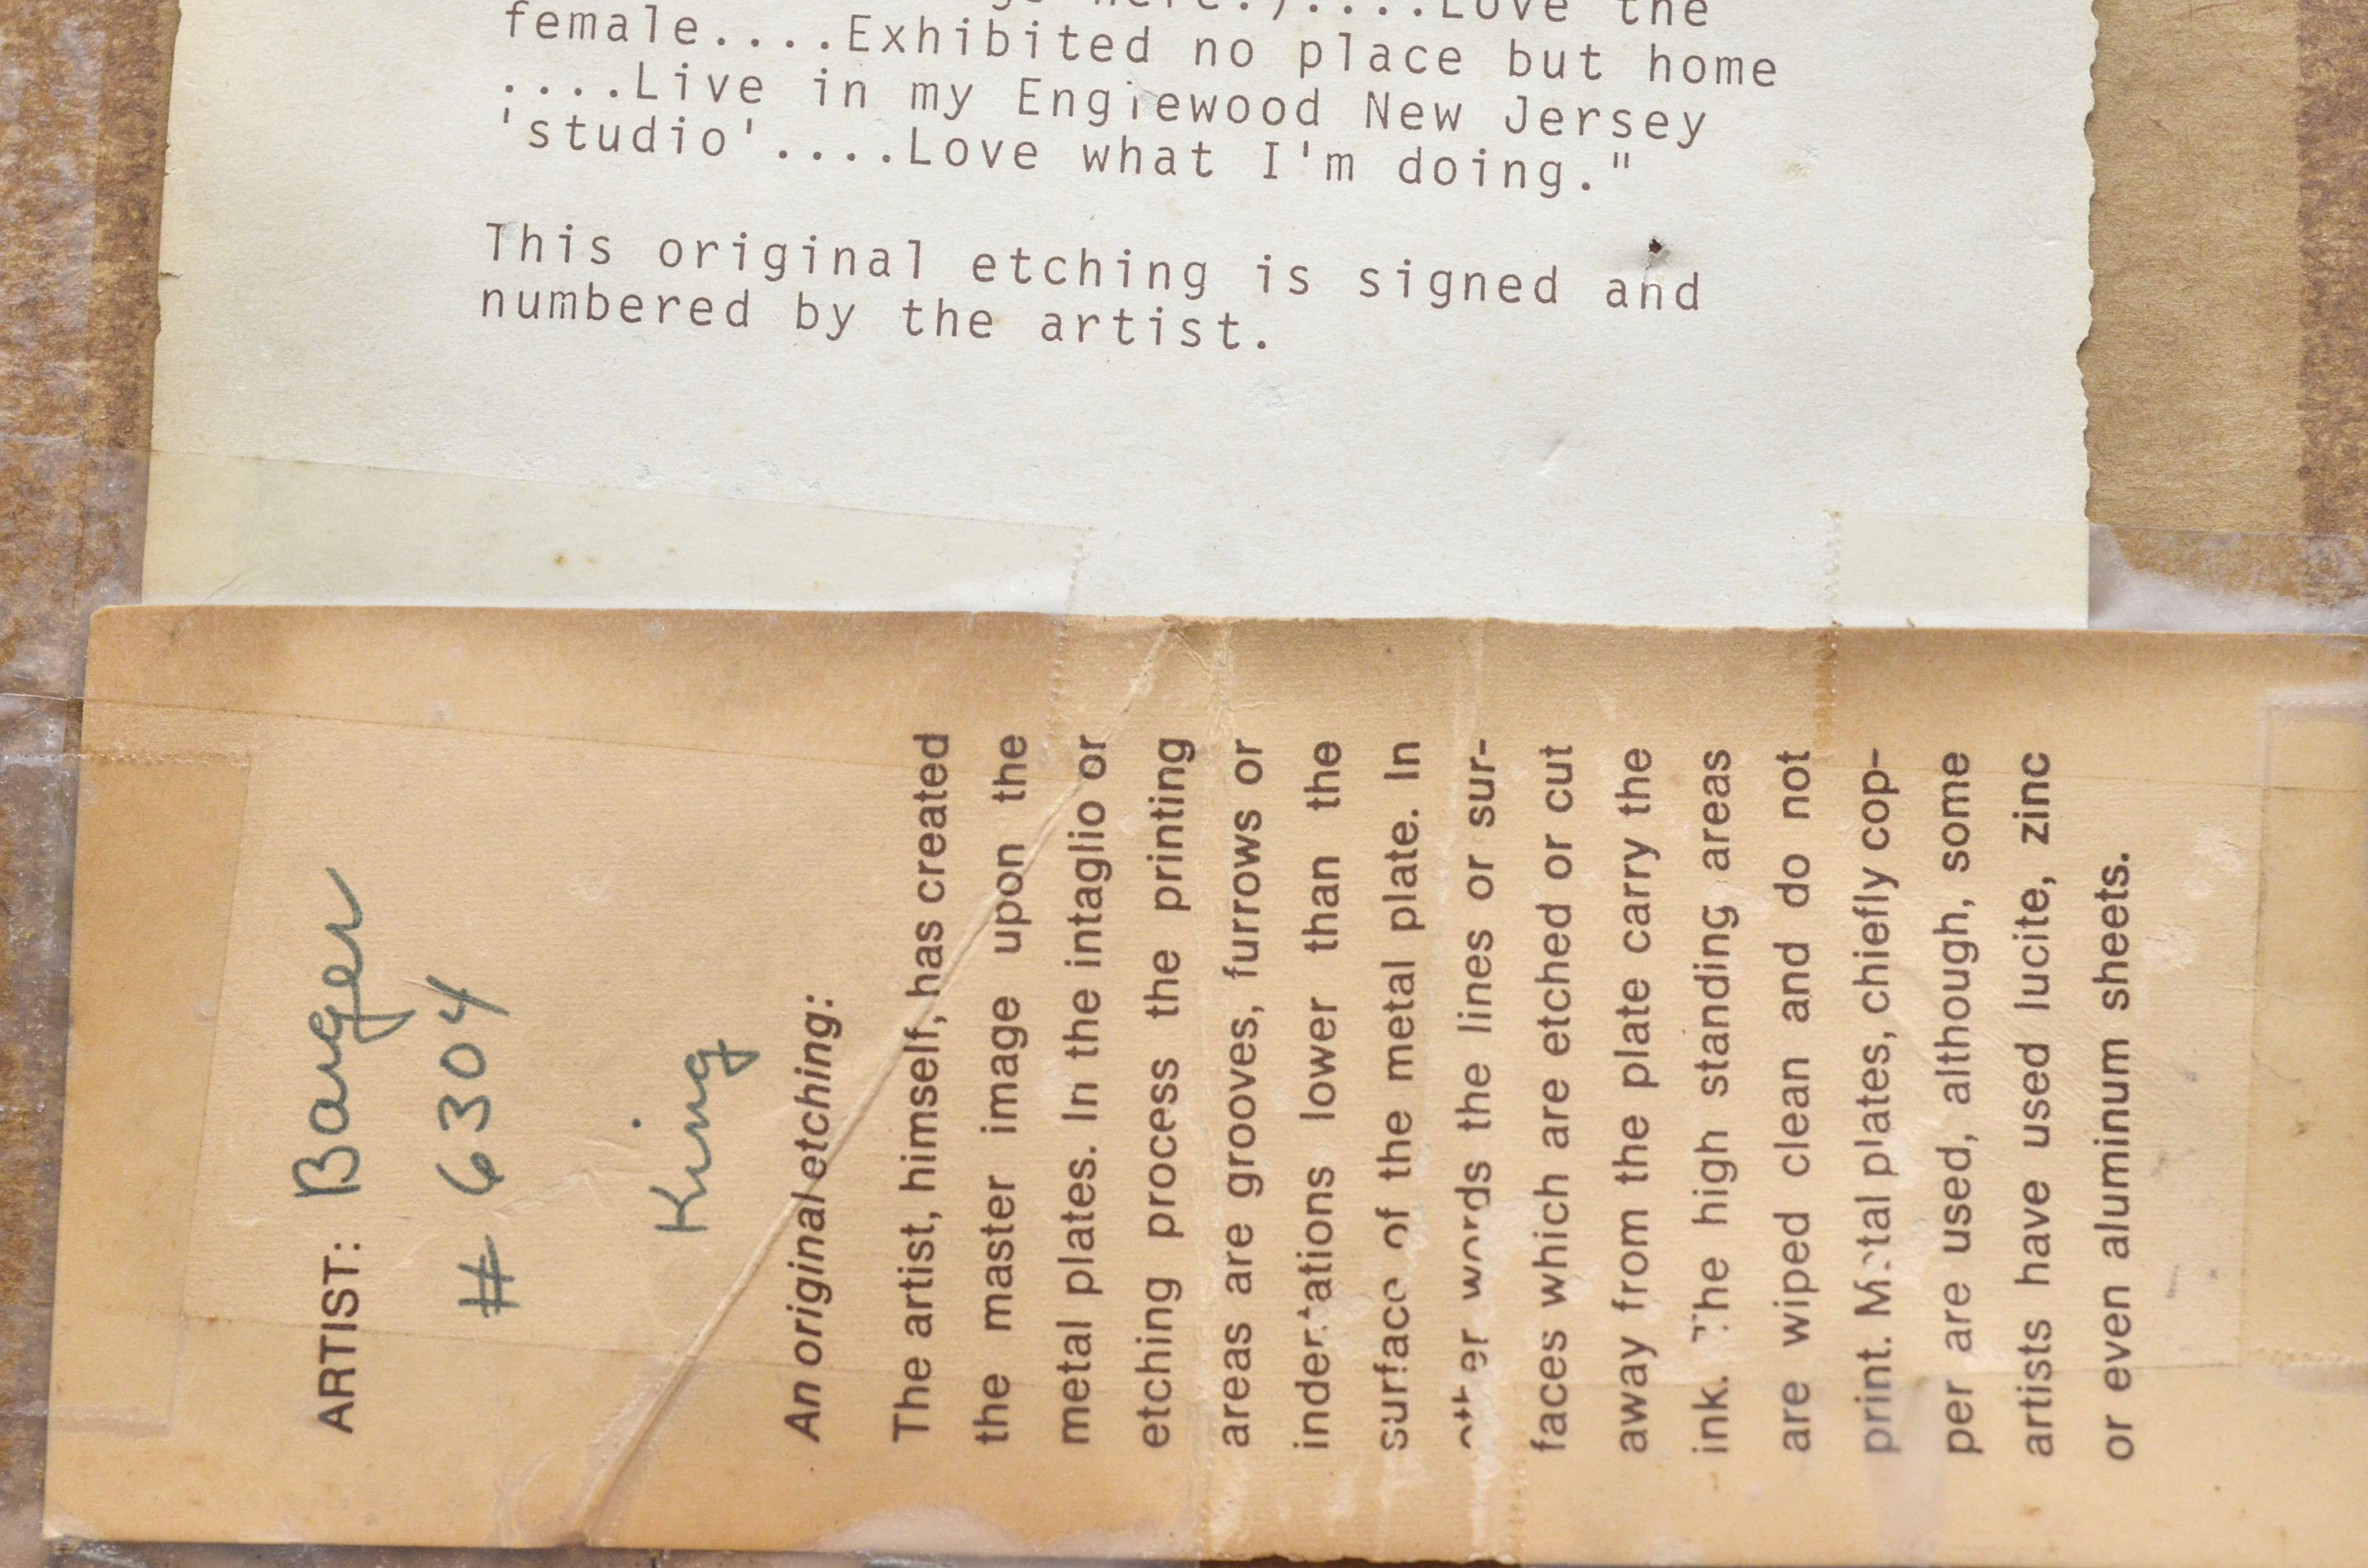 here.)....Love the
female....Exhibited no place but home
....Live in my Englewood New Jersey
'studio'....Love what I'm doing."
This original etching is signed and
numbered by the artist.
ARTIST: Banger
# 6304
King
An original etching:
The artist, himself, has created
the master image upon the
metal plates. In the intaglio or
etching process the printing
areas are grooves, furrows or
indentations lower than the
surface of the metal plate. In
other words the lines or sur-
faces which are etched or cut
away from the plate carry the
ink. The high standing areas
are wiped clean and do not
print. Metal plates, chiefly cop-
per are used, although, some
artists have used lucite, zinc
or even aluminum sheets.